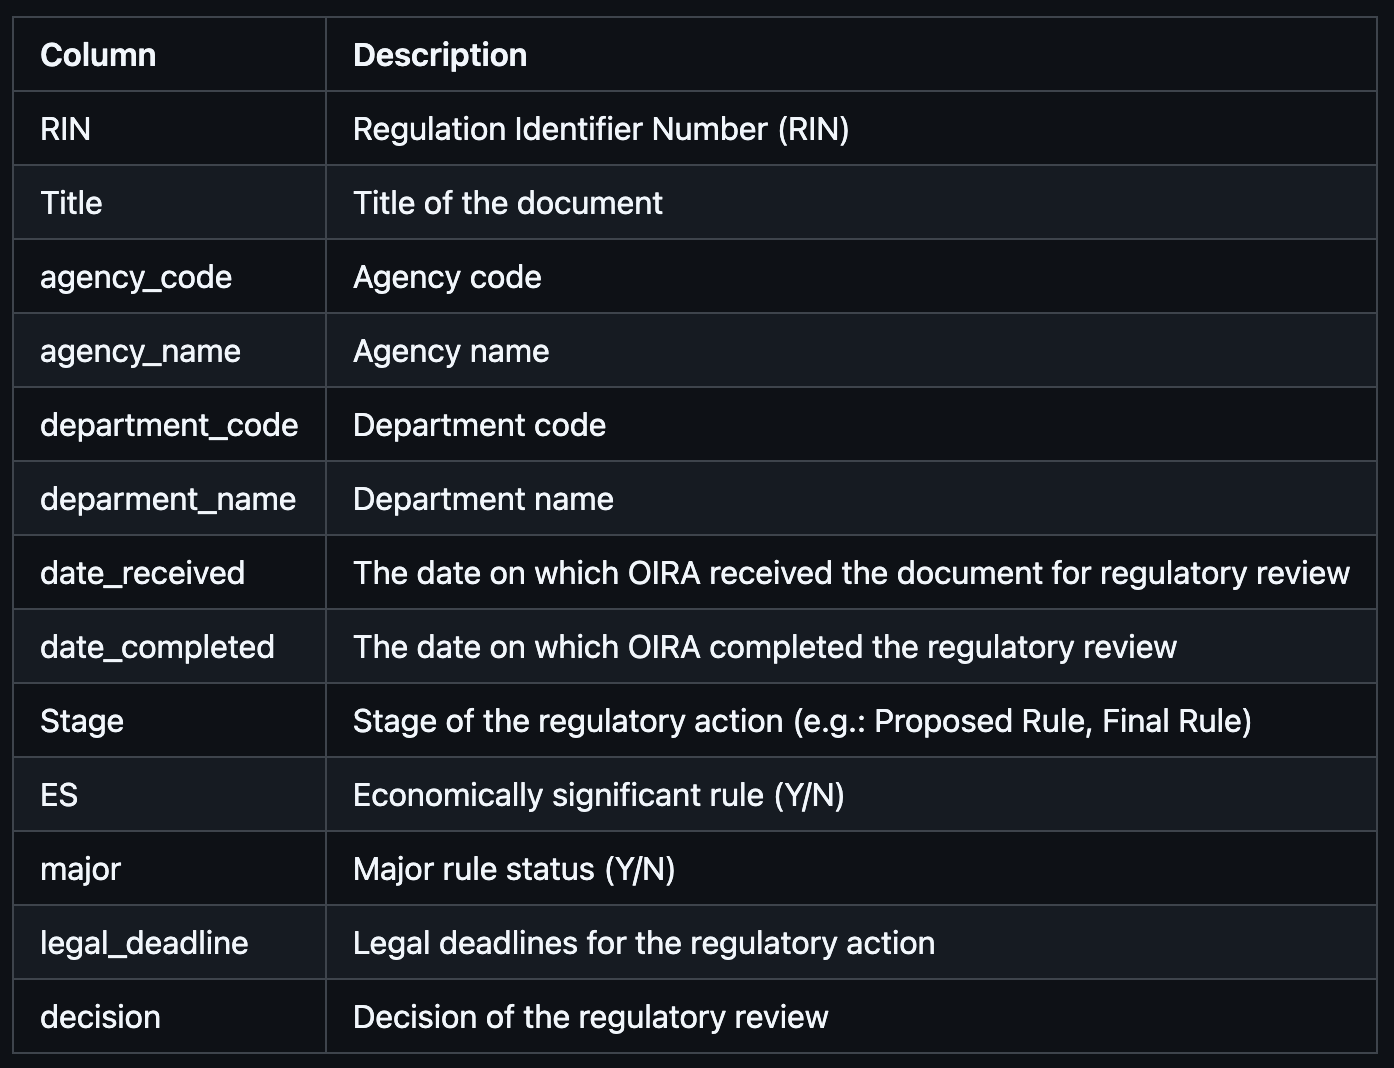 Column Description
RIN Regulation Identifier Number (RIN)
Title Title of the document
agency_code Agency code
agency_name Agency name
department_code Department code
deparment_name Department name
date_received The date on which OIRA received the document for regulatory review
date_completed The date on which OIRA completed the regulatory review
Stage Stage of the regulatory action (e.g.: Proposed Rule, Final Rule)
ES Economically significant rule (Y/N)
major Major rule status (Y/N)
legal_deadline Legal deadlines for the regulatory action
decision Decision of the regulatory review